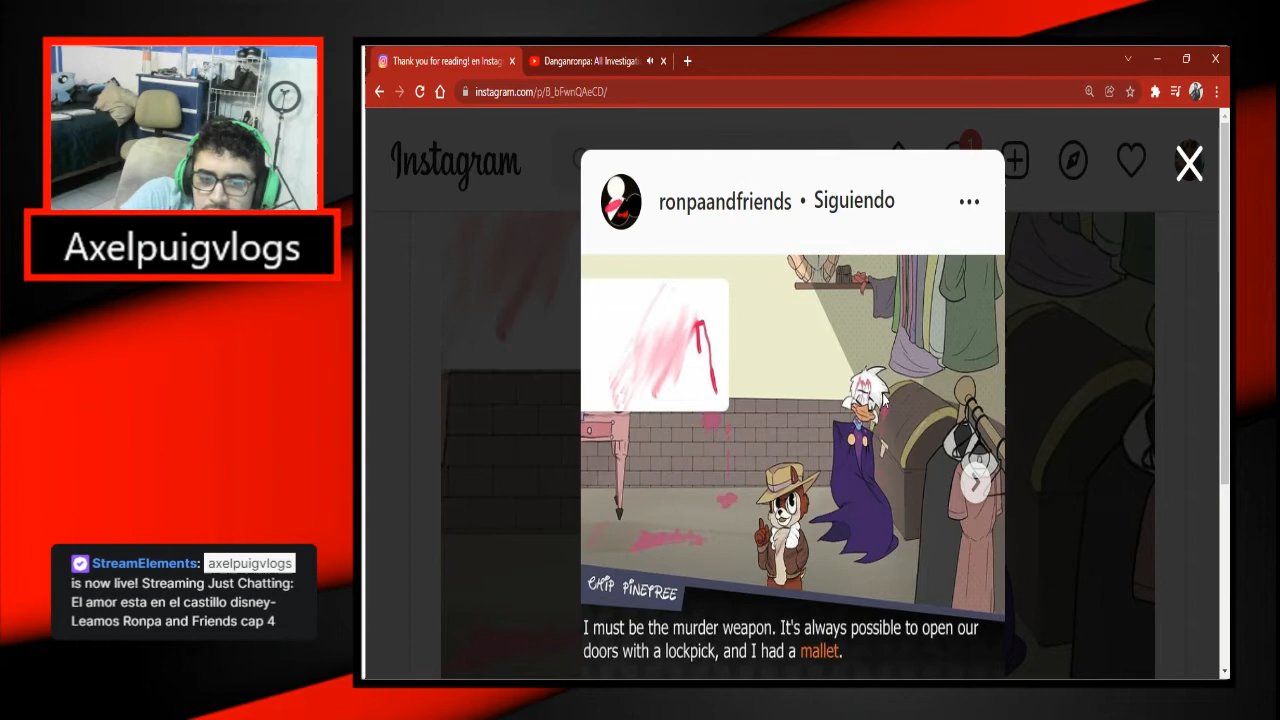 Thank you for reading! en Instag
Danganronpa: All Investigati
instagram.com/p/B_bFwnQAeCD/
Instagram
1
ronpaandfriends • Siguiendo
Axelpuigvlogs
StreamElements: axelpuigvlogs
is now live! Streaming Just Chatting:
El amor esta en el castillo disney-
Leamos Ronpa and Friends cap 4
CHIP PINETREE
I must be the murder weapon. It's always possible to open our
doors with a lockpick, and I had a mallet.